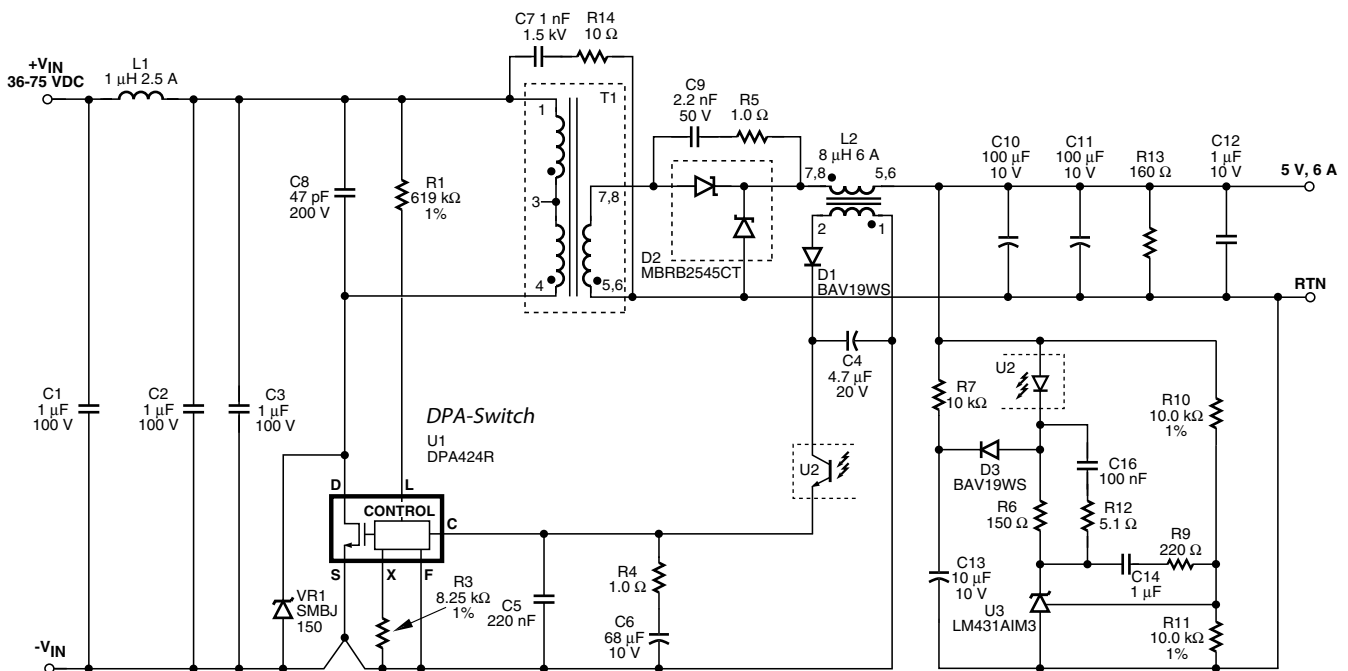 +VIN
36-75 VDC
L1
1 µH 2.5 A
C7 1 nF
1.5 kV
R14
10 Ω
T1
1
3
4
7,8
5,6
C9
2.2 nF
50 V
R5
1.0 Ω
L2
8 µH 6 A
7,8
5,6
2
1
D2
MBRB2545CT
D1
BAV19WS
C10
100 µF
10 V
C11
100 µF
10 V
R13
160 Ω
C12
1 µF
10 V
5 V, 6 A
RTN
C8
47 pF
200 V
R1
619 kΩ
1%
C1
1 µF
100 V
C2
1 µF
100 V
C3
1 µF
100 V
DPA-Switch
U1
DPA424R
D
L
CONTROL
C
S
X
F
VR1
SMBJ
150
R3
8.25 kΩ
1%
C5
220 nF
R4
1.0 Ω
C6
68 µF
10 V
C4
4.7 µF
20 V
U2
R7
10 kΩ
U2
D3
BAV19WS
R6
150 Ω
C16
100 nF
R12
5.1 Ω
R10
10.0 kΩ
1%
R9
220 Ω
C14
1 µF
C13
10 µF
10 V
U3
LM431AIM3
R11
10.0 kΩ
1%
-VIN